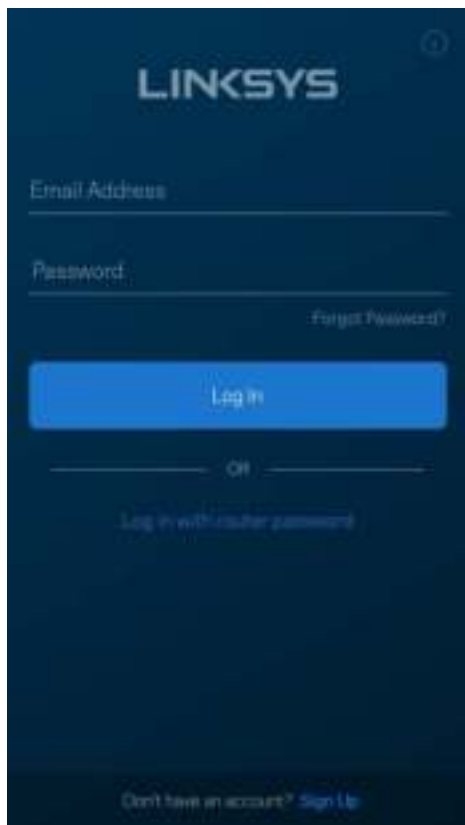 LINKSYS
Email Address
Password
Forgot Password?
Log In
OR
Log in with router password
Don't have an account? Sign Up